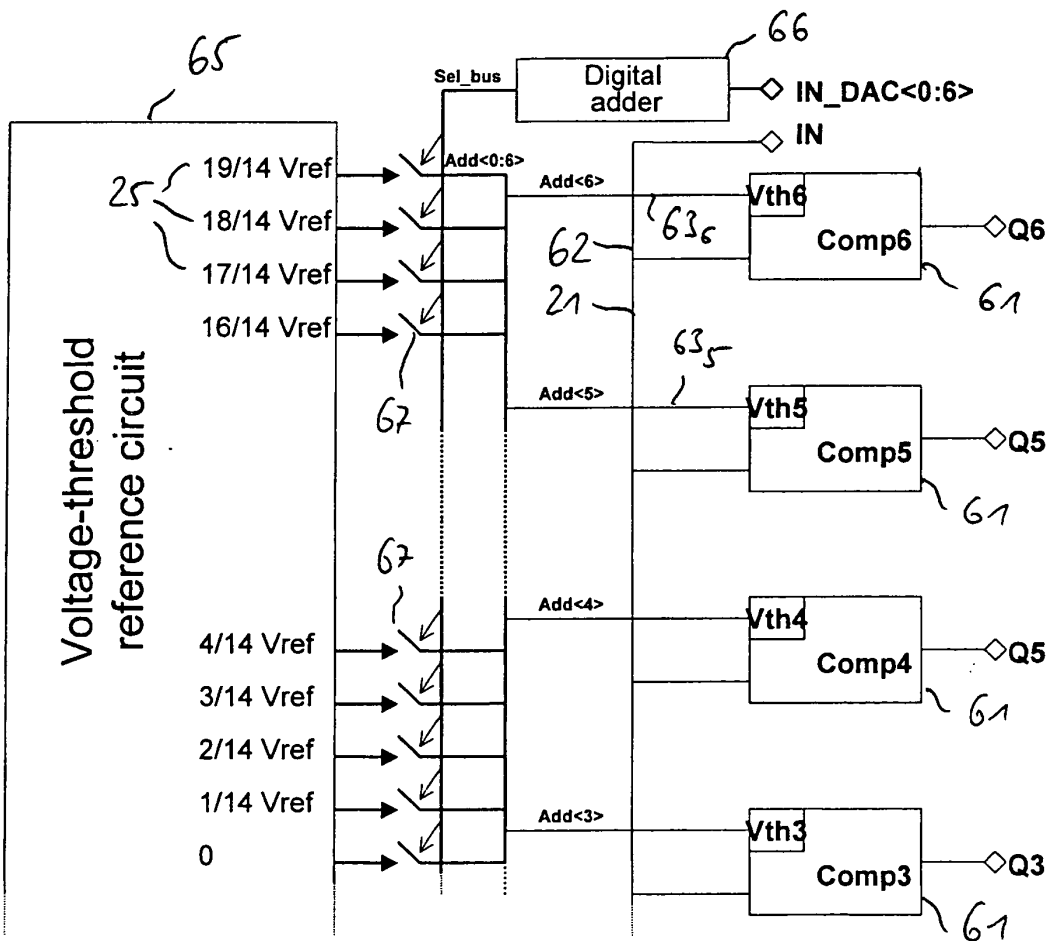 65
66
Sel_bus
Digital
adder
IN_DAC<0:6>
IN
19/14 Vref
Add<0:6>
Add<6>
Vth6
25
18/14 Vref
63₆
62
Comp6
Q6
17/14 Vref
21
61
16/14 Vref
63₅
67
Add<5>
Vth5
Comp5
Q5
61
Voltage-threshold
reference circuit
67
Add<4>
Vth4
4/14 Vref
Comp4
Q5
3/14 Vref
61
2/14 Vref
1/14 Vref
Add<3>
Vth3
0
Comp3
Q3
61